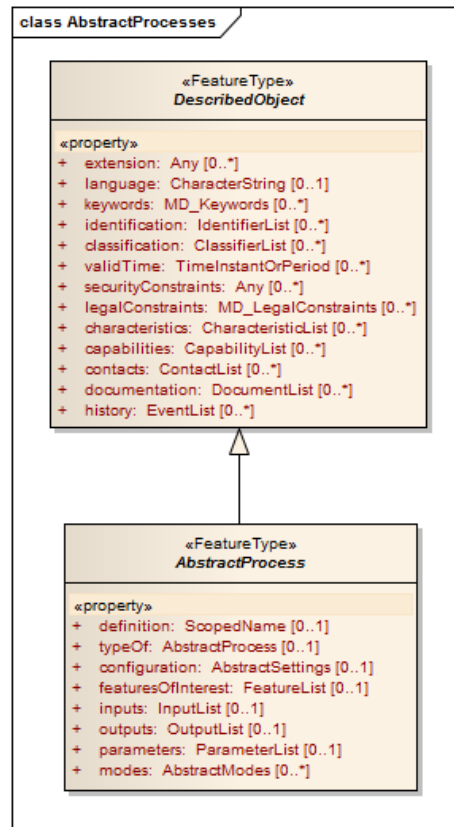 class AbstractProcesses
«FeatureType»
DescribedObject
«property»
+ extension: Any [0..*]
+ language: CharacterString [0..1]
+ keywords: MD_Keywords [0..*]
+ identification: IdentifierList [0..*]
+ classification: ClassifierList [0..*]
+ validTime: TimeInstantOrPeriod [0..*]
+ securityConstraints: Any [0..*]
+ legalConstraints: MD_LegalConstraints [0..*]
+ characteristics: CharacteristicList [0..*]
+ capabilities: CapabilityList [0..*]
+ contacts: ContactList [0..*]
+ documentation: DocumentList [0..*]
+ history: EventList [0..*]
«FeatureType»
AbstractProcess
«property»
+ definition: ScopedName [0..1]
+ typeOf: AbstractProcess [0..1]
+ configuration: AbstractSettings [0..1]
+ featuresOfInterest: FeatureList [0..1]
+ inputs: InputList [0..1]
+ outputs: OutputList [0..1]
+ parameters: ParameterList [0..1]
+ modes: AbstractModes [0..*]